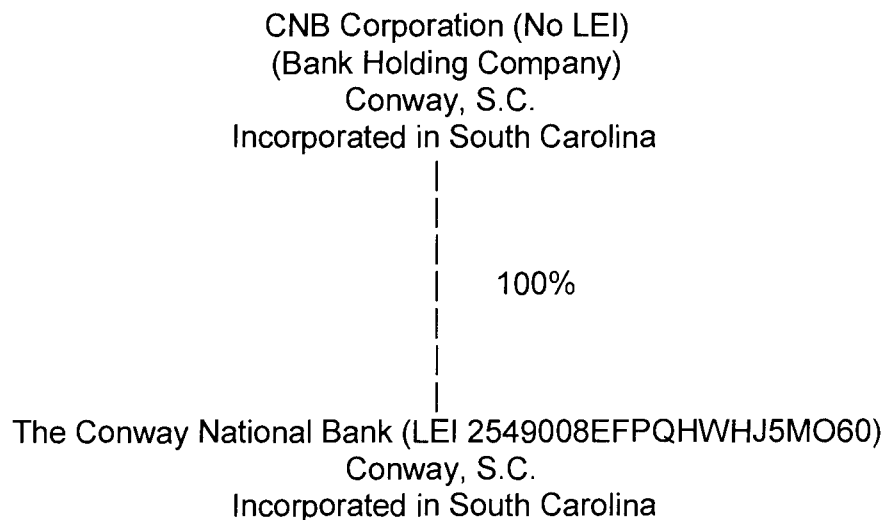 CNB Corporation (No LEI)
(Bank Holding Company)
Conway, S.C.
Incorporated in South Carolina
100%
The Conway National Bank (LEI 2549008EFPQHWHJ5MO60)
Conway, S.C.
Incorporated in South Carolina